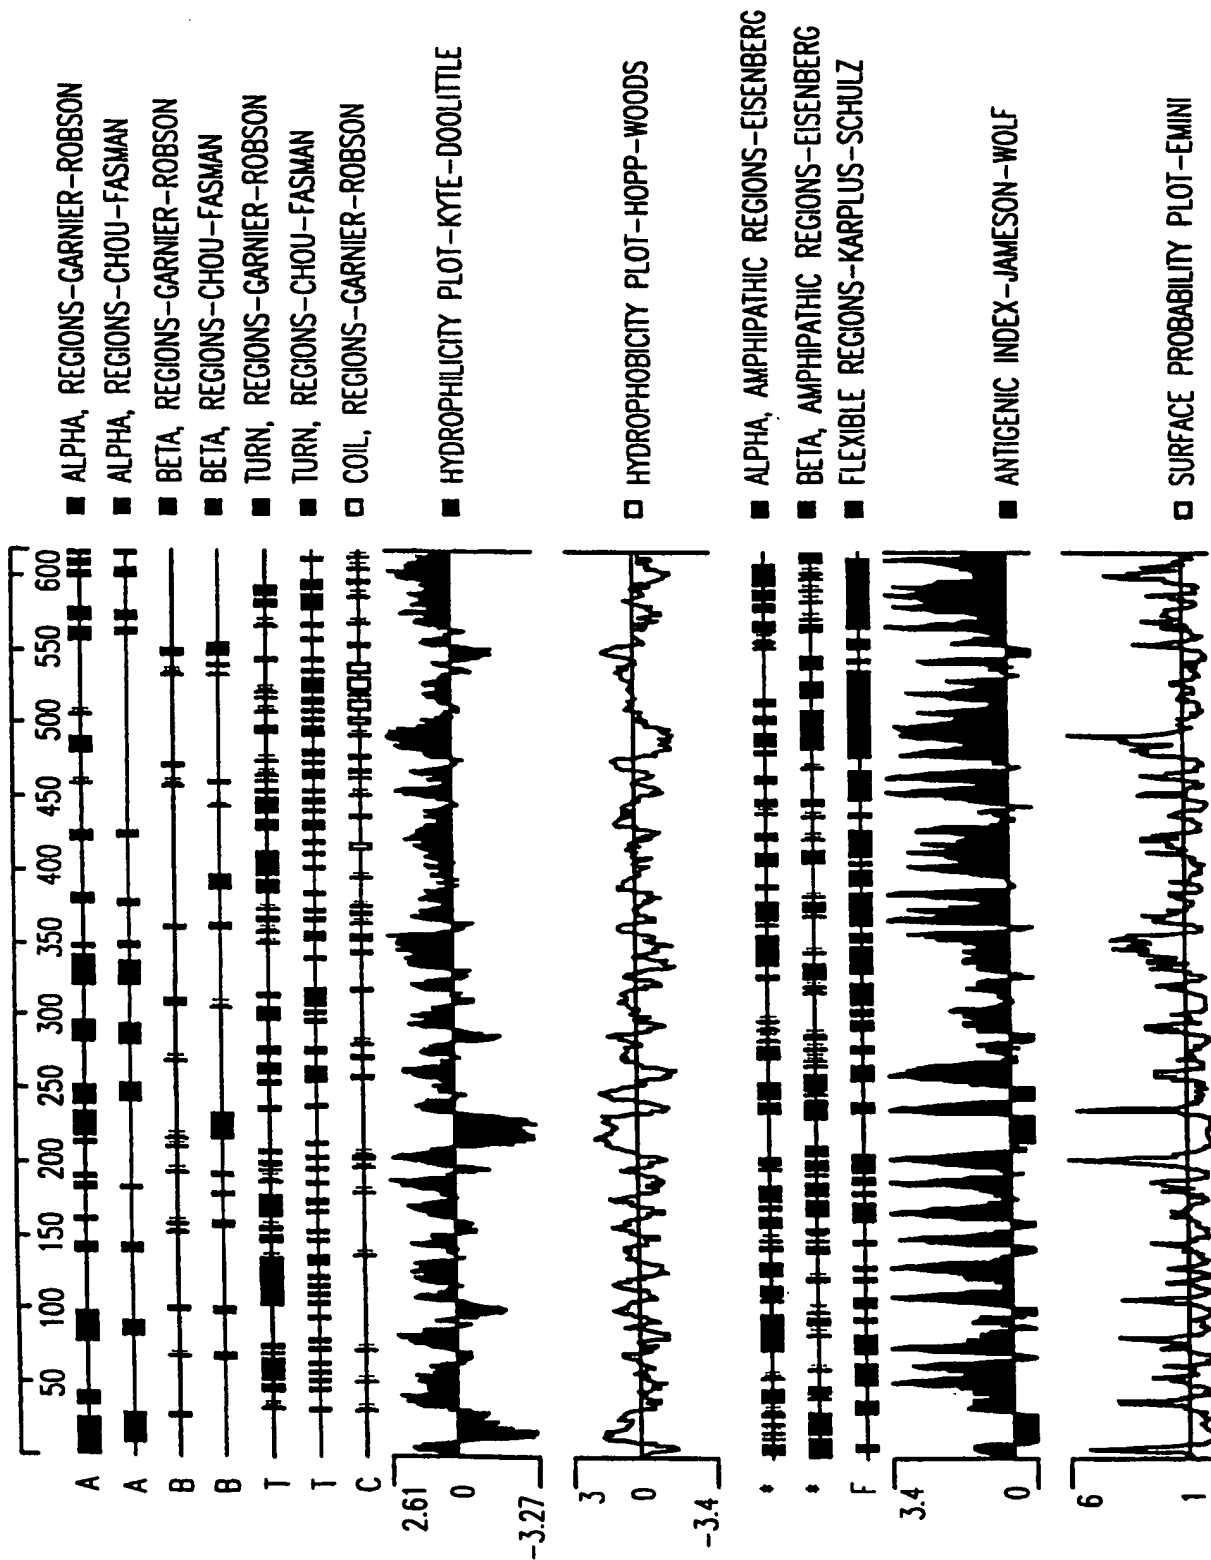 50 100 150 200 250 300 350 400 450 500 550 600
A ALPHA, REGIONS-GARNIER-ROBSON
A ALPHA, REGIONS-CHOU-FASMAN
B BETA, REGIONS-GARNIER-ROBSON
B BETA, REGIONS-CHOU-FASMAN
T TURN, REGIONS-GARNIER-ROBSON
T TURN, REGIONS-CHOU-FASMAN
C COIL, REGIONS-GARNIER-ROBSON
2.61
0 HYDROPHILICITY PLOT-KYTE-DOOLITTLE
-3.27
3
0 HYDROPHOBICITY PLOT-HOPP-WOODS
-3.4
* ALPHA, AMPHIPATHIC REGIONS-EISENBERG
* BETA, AMPHIPATHIC REGIONS-EISENBERG
F FLEXIBLE REGIONS-KARPLUS-SCHULZ
3.4
0 ANTIGENIC INDEX-JAMESON-WOLF
6
1 SURFACE PROBABILITY PLOT-EMINI